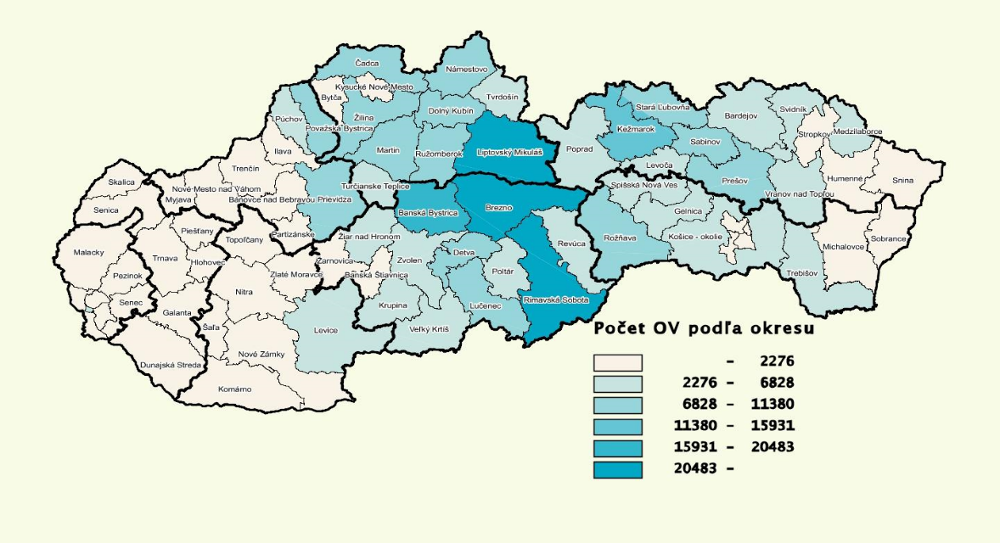 Čadca
Námestovo
Kysucké Nové Mesto
Bytča
Tvrdošín
Dolný Kubín
Stará Ľubovňa
Svidník
Bardejov
Púchov
Žilina
Považská Bystrica
Kežmarok
Stropkov
Medzilaborce
Sabinov
Martin
Ružomberok
Liptovský Mikuláš
Poprad
Ilava
Levoča
Trenčín
Skalica
Prešov
Humenné
Snina
Turčianske Teplice
Spišská Nová Ves
Nové Mesto nad Váhom
Myjava
Bánovce nad Bebravou
Prievidza
Vranov nad Topľou
Senica
Banská Bystrica
Brezno
Gelnica
Piešťany
Partizánske
Topoľčany
Žiar nad Hronom
Rožňava
Košice - okolie
Sobrance
Revúca
Michalovce
Malacky
Trnava
Hlohovec
Žarnovica
Zvolen
Detva
Pezinok
Zlaté Moravce
Banská Štiavnica
Poltár
Trebišov
Nitra
Senec
Rimavská Sobota
Galanta
Krupina
Lučenec
Šaľa
Levice
Veľký Krtíš
Nové Zámky
Dunajská Streda
Komárno
Počet OV podľa okresu
– 2276
2276 – 6828
6828 – 11380
11380 – 15931
15931 – 20483
20483 –